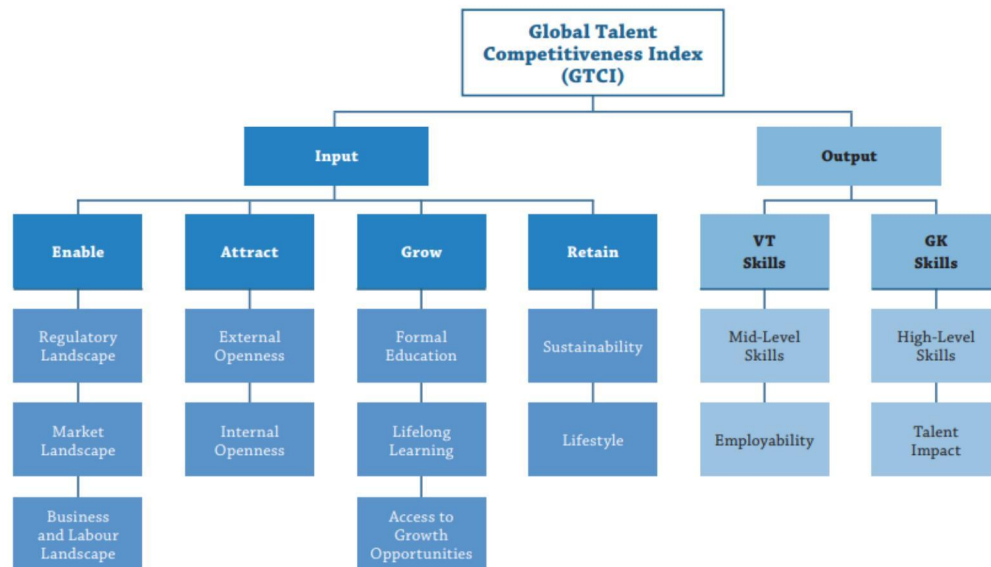 Global Talent
Competitiveness Index
(GTCI)
Input
Output
Enable
Attract
Grow
Retain
VT
Skills
GK
Skills
Regulatory
Landscape
External
Openness
Formal
Education
Sustainability
Mid-Level
Skills
High-Level
Skills
Market
Landscape
Internal
Openness
Lifelong
Learning
Lifestyle
Employability
Talent
Impact
Business
and Labour
Landscape
Access to
Growth
Opportunities